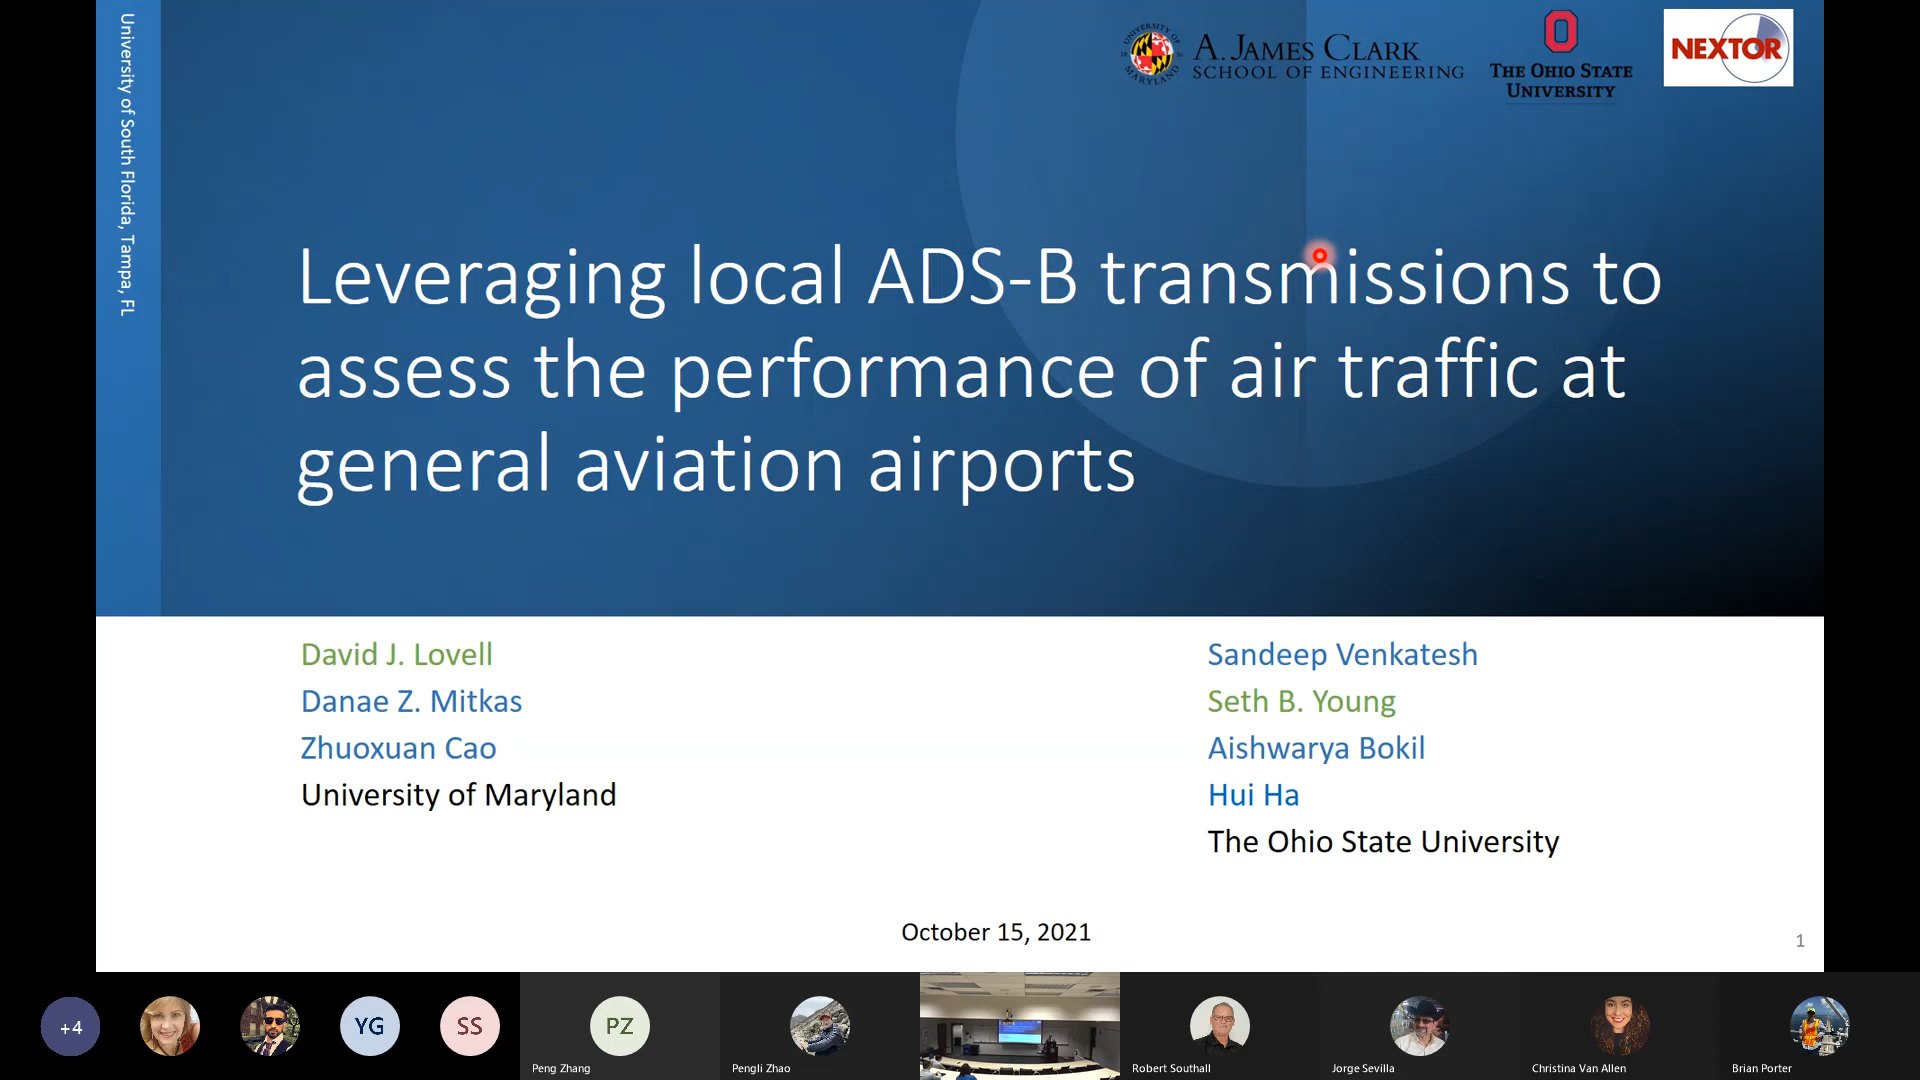 University of South Florida, Tampa, FL
UNIVERSITY OF
MARYLAND
A. JAMES CLARK
SCHOOL OF ENGINEERING
THE OHIO STATE
UNIVERSITY
NEXTOR
Leveraging local ADS-B transmissions to
assess the performance of air traffic at
general aviation airports
David J. Lovell
Danae Z. Mitkas
Zhuoxuan Cao
University of Maryland
Sandeep Venkatesh
Seth B. Young
Aishwarya Bokil
Hui Ha
The Ohio State University
October 15, 2021
1
+4
YG
SS
PZ
Peng Zhang
Pengli Zhao
Robert Southall
Jorge Sevilla
Christina Van Allen
Brian Porter